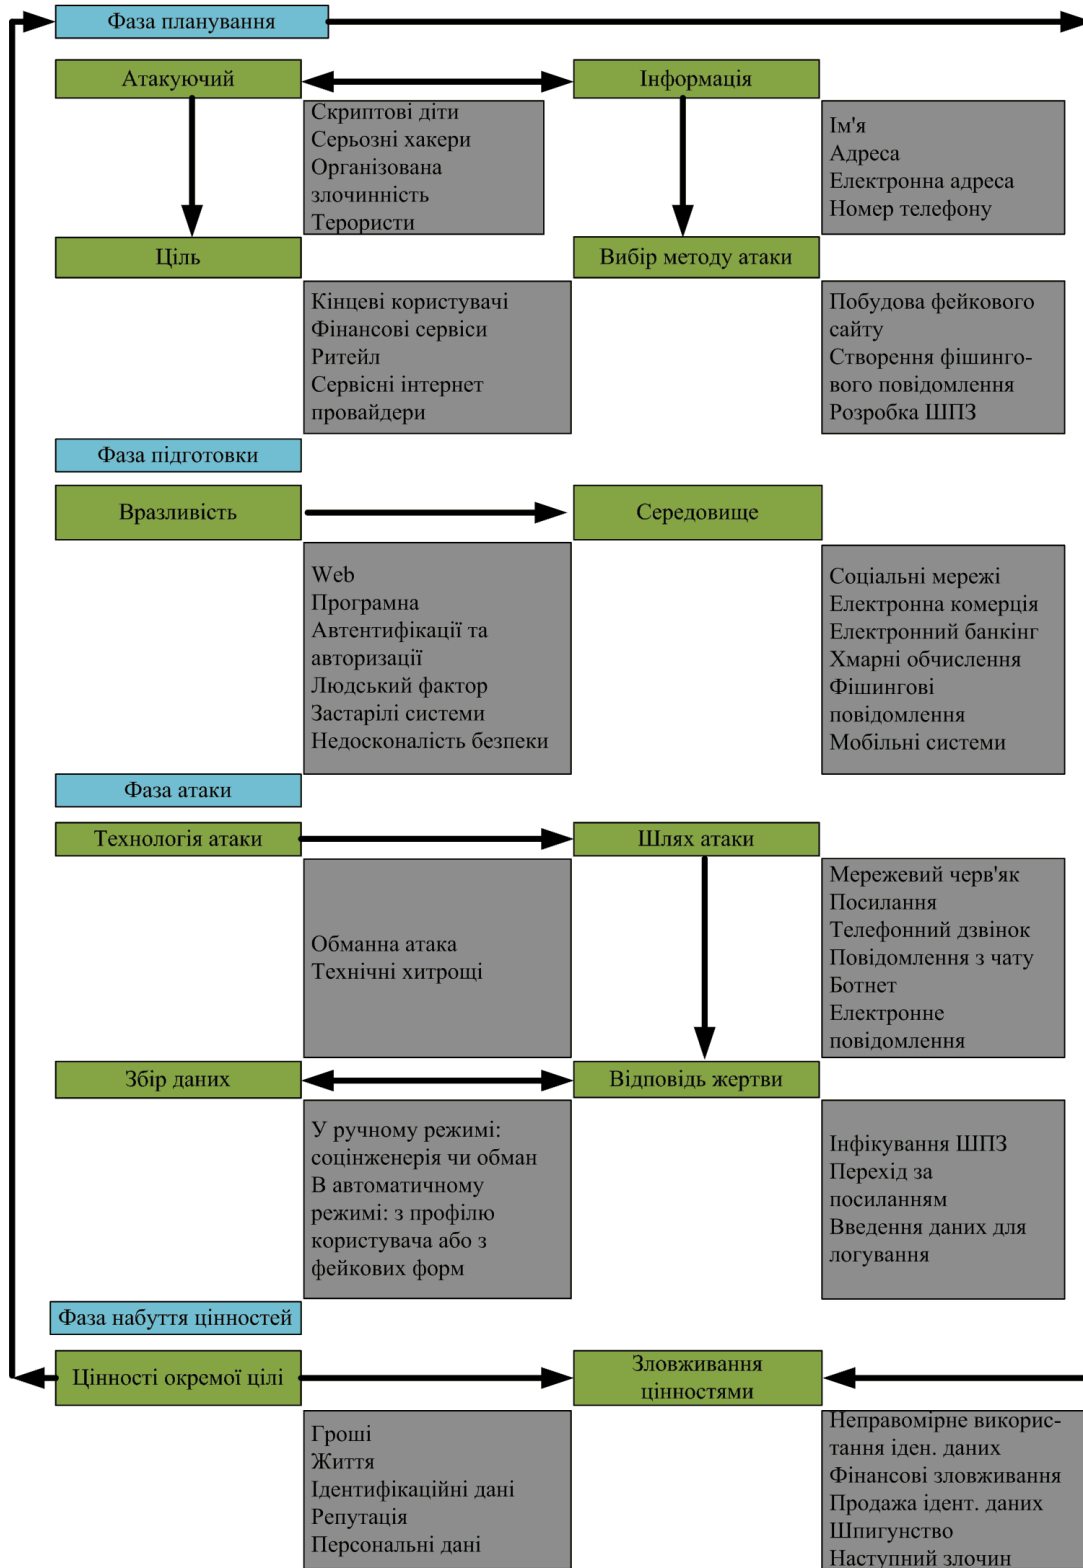 Фаза планування
Атакуючий
Інформація
Скриптові діти
Серьозні хакери
Організована
злочинність
Терористи
Ім'я
Адреса
Електронна адреса
Номер телефону
Ціль
Вибір методу атаки
Кінцеві користувачі
Фінансові сервіси
Ритейл
Сервісні інтернет
провайдери
Побудова фейкового
сайту
Створення фішинго-
вого повідомлення
Розробка ШПЗ
Фаза підготовки
Вразливість
Середовище
Web
Програмна
Автентифікації та
авторизації
Людський фактор
Застарілі системи
Недосконалість безпеки
Соціальні мережі
Електронна комерція
Електронний банкінг
Хмарні обчислення
Фішингові
повідомлення
Мобільні системи
Фаза атаки
Технологія атаки
Шлях атаки
Обманна атака
Технічні хитрощі
Мережевий черв'як
Посилання
Телефонний дзвінок
Повідомлення з чату
Ботнет
Електронне
повідомлення
Збір даних
Відповідь жертви
У ручному режимі:
соцінженерія чи обман
В автоматичному
режимі: з профілю
користувача або з
фейкових форм
Інфікування ШПЗ
Перехід за
посиланням
Введення даних для
логування
Фаза набуття цінностей
Цінності окремої цілі
Зловживання
цінностями
Гроші
Життя
Ідентифікаційні дані
Репутація
Персональні дані
Неправомірне викорис-
тання іден. даних
Фінансові зловживання
Продажа ідент. даних
Шпигунство
Наступний злочин